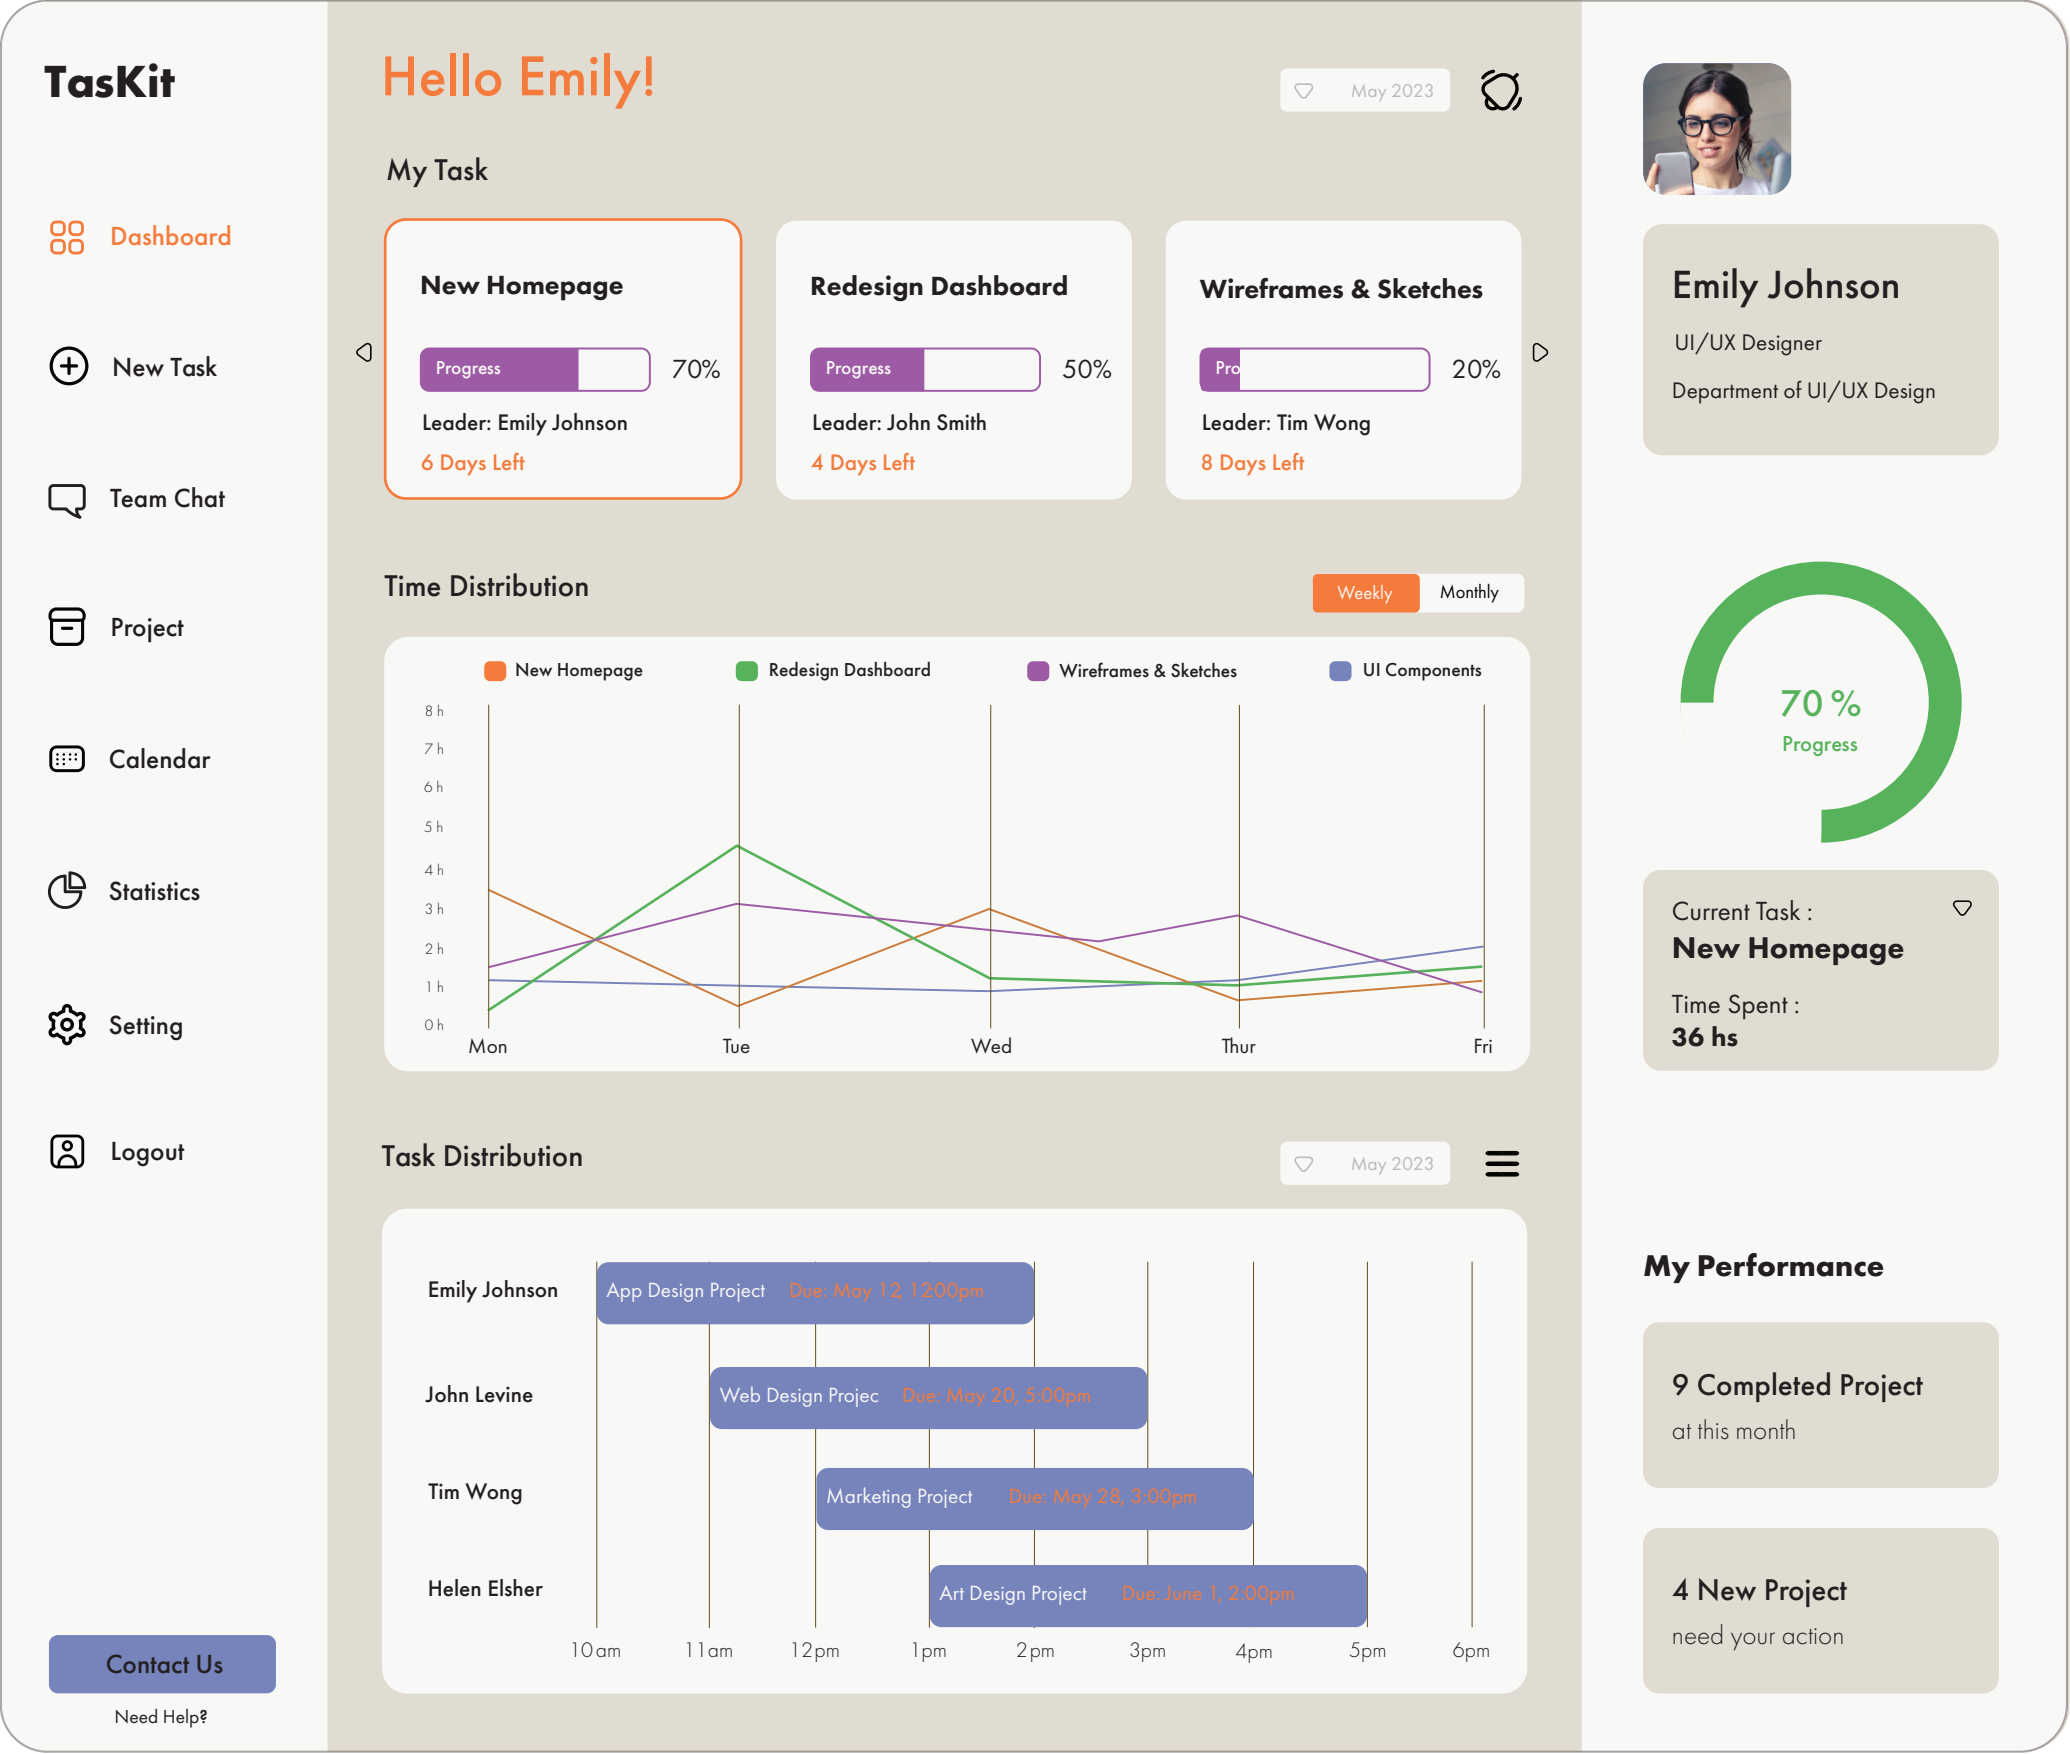 TasKit
Dashboard
New Task
Team Chat
Project
Calendar
Statistics
Setting
Logout
Contact Us
Need Help?
Hello Emily!
May 2023
My Task
New Homepage
Progress
70%
Leader: Emily Johnson
6 Days Left
Redesign Dashboard
Progress
50%
Leader: John Smith
4 Days Left
Wireframes & Sketches
Pro
20%
Leader: Tim Wong
8 Days Left
Time Distribution
Weekly
Monthly
New Homepage
Redesign Dashboard
Wireframes & Sketches
UI Components
8 h
7 h
6 h
5 h
4 h
3 h
2 h
1 h
0 h
Mon
Tue
Wed
Thur
Fri
Task Distribution
May 2023
Emily Johnson
App Design Project
Due: May 12, 12:00pm
John Levine
Web Design Projec
Due: May 20, 5:00pm
Tim Wong
Marketing Project
Due: May 28, 3:00pm
Helen Elsher
Art Design Project
Due: June 1, 2:00pm
10am
11am
12pm
1pm
2pm
3pm
4pm
5pm
6pm
Emily Johnson
UI/UX Designer
Department of UI/UX Design
70 %
Progress
Current Task :
New Homepage
Time Spent :
36 hs
My Performance
9 Completed Project
at this month
4 New Project
need your action